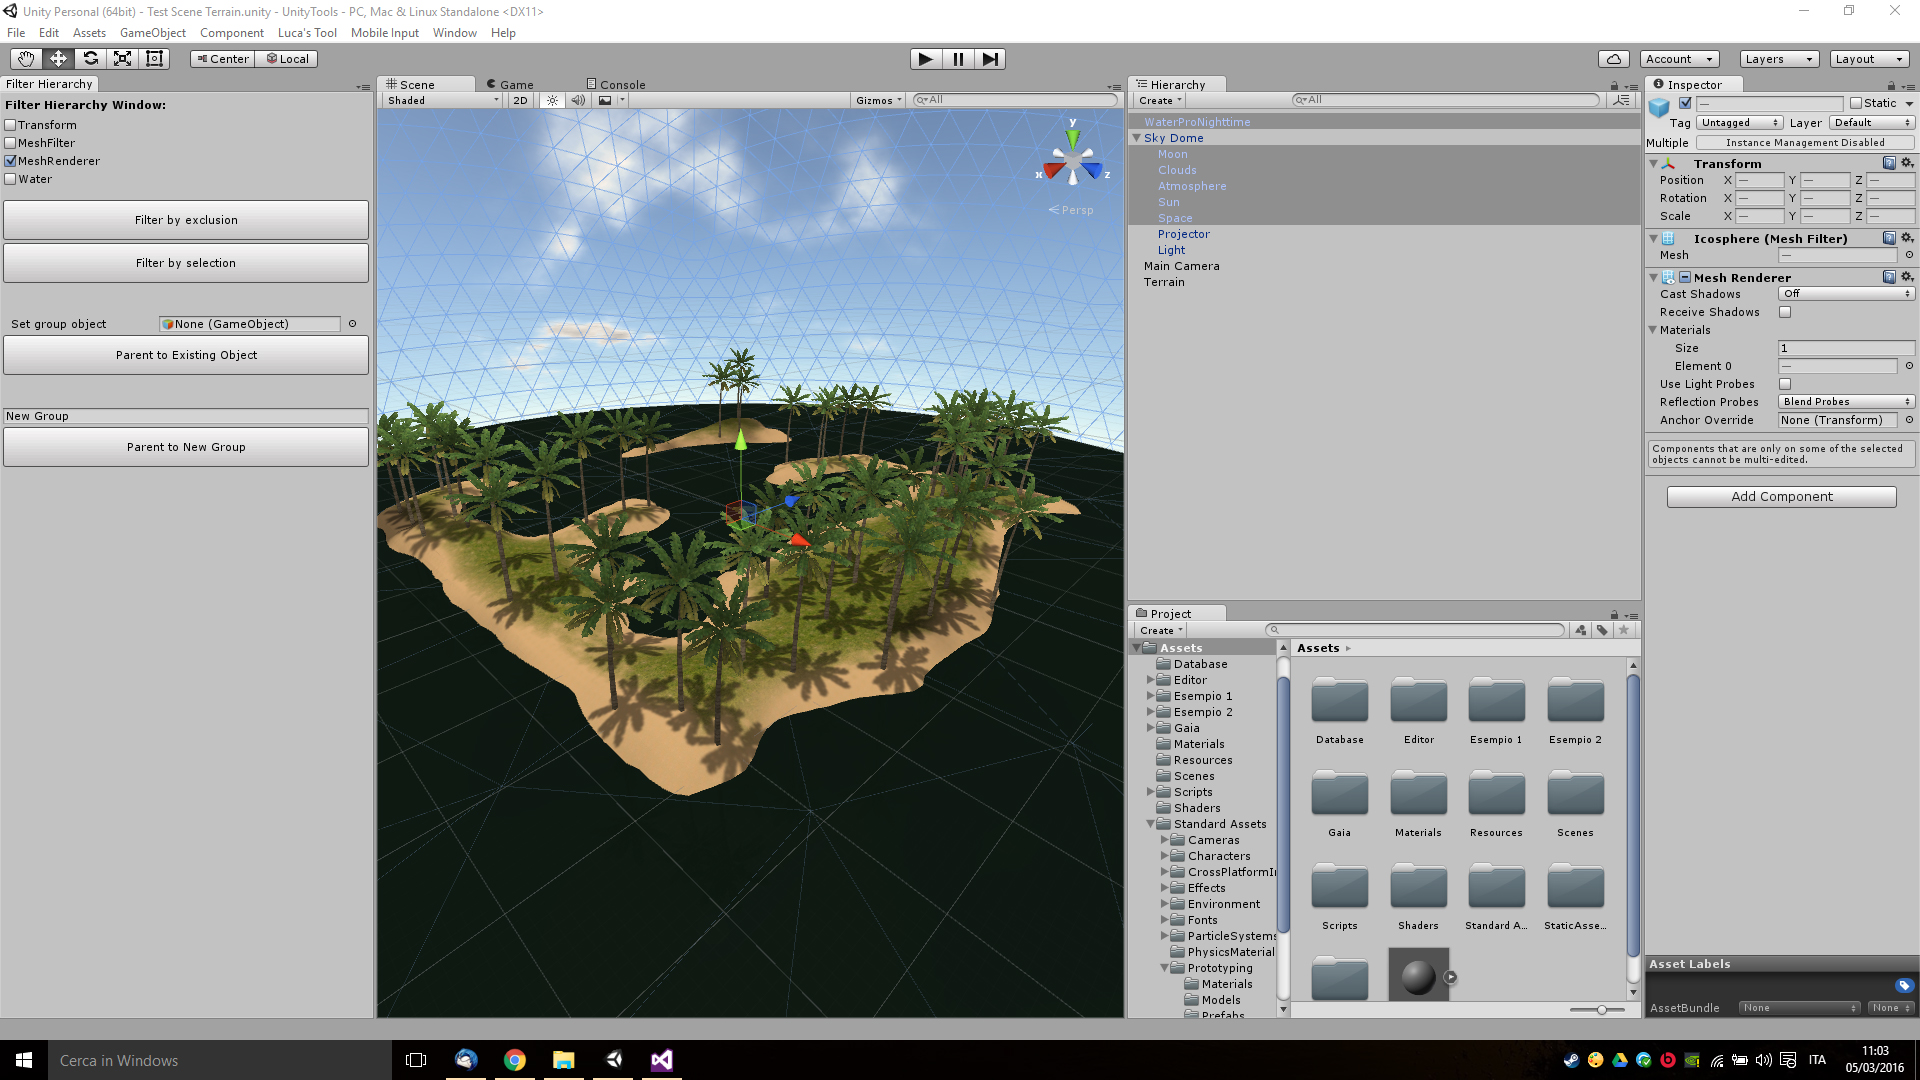 Unity Personal (64bit) - Test Scene Terrain.unity - UnityTools - PC, Mac & Linux Standalone <DX11>
File Edit Assets GameObject Component Luca's Tool Mobile Input Window Help
Center Local
Account Layers Layout
Filter Hierarchy
Filter Hierarchy Window:
Transform
MeshFilter
MeshRenderer
Water
Filter by exclusion
Filter by selection
Set group object None (GameObject)
Parent to Existing Object
New Group
Parent to New Group
Scene Game Console
Shaded 2D Gizmos All
y
x z
Persp
Hierarchy
Create All
WaterProNighttime
Sky Dome
Moon
Clouds
Atmosphere
Sun
Space
Projector
Light
Main Camera
Terrain
Project
Create
Assets
Database
Editor
Esempio 1
Esempio 2
Gaia
Materials
Resources
Scenes
Scripts
Shaders
Standard Assets
Cameras
Characters
CrossPlatformIn
Effects
Environment
Fonts
ParticleSystems
PhysicsMaterial
Prototyping
Materials
Models
Prefabs
Assets
Database Editor Esempio 1 Esempio 2
Gaia Materials Resources Scenes
Scripts Shaders Standard A... StaticAsse...
Inspector
— Static
Tag Untagged Layer Default
Multiple Instance Management Disabled
Transform
Position X — Y — Z —
Rotation X — Y — Z —
Scale X — Y — Z —
Icosphere (Mesh Filter)
Mesh —
Mesh Renderer
Cast Shadows Off
Receive Shadows
Materials
Size 1
Element 0 —
Use Light Probes
Reflection Probes Blend Probes
Anchor Override None (Transform)
Components that are only on some of the selected
objects cannot be multi-edited.
Add Component
Asset Labels
AssetBundle None None
Cerca in Windows
ITA
11:03
05/03/2016